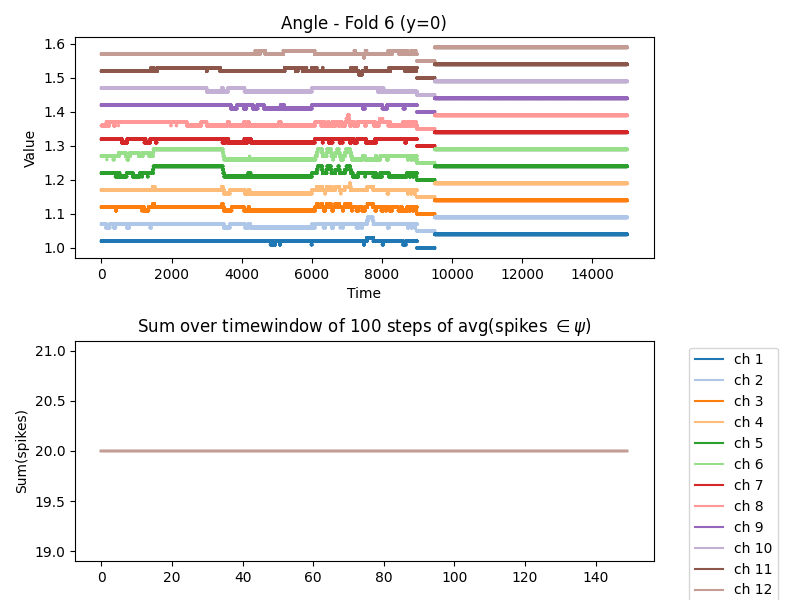 Angle - Fold 6 (y=0)
1.6
1.5
1.4
1.3
1.2
1.1
1.0
Value
0 2000 4000 6000 8000 10000 12000 14000
Time
Sum over timewindow of 100 steps of avg(spikes ∈ ψ)
21.0
20.5
20.0
19.5
19.0
Sum(spikes)
0 20 40 60 80 100 120 140
ch 1
ch 2
ch 3
ch 4
ch 5
ch 6
ch 7
ch 8
ch 9
ch 10
ch 11
ch 12